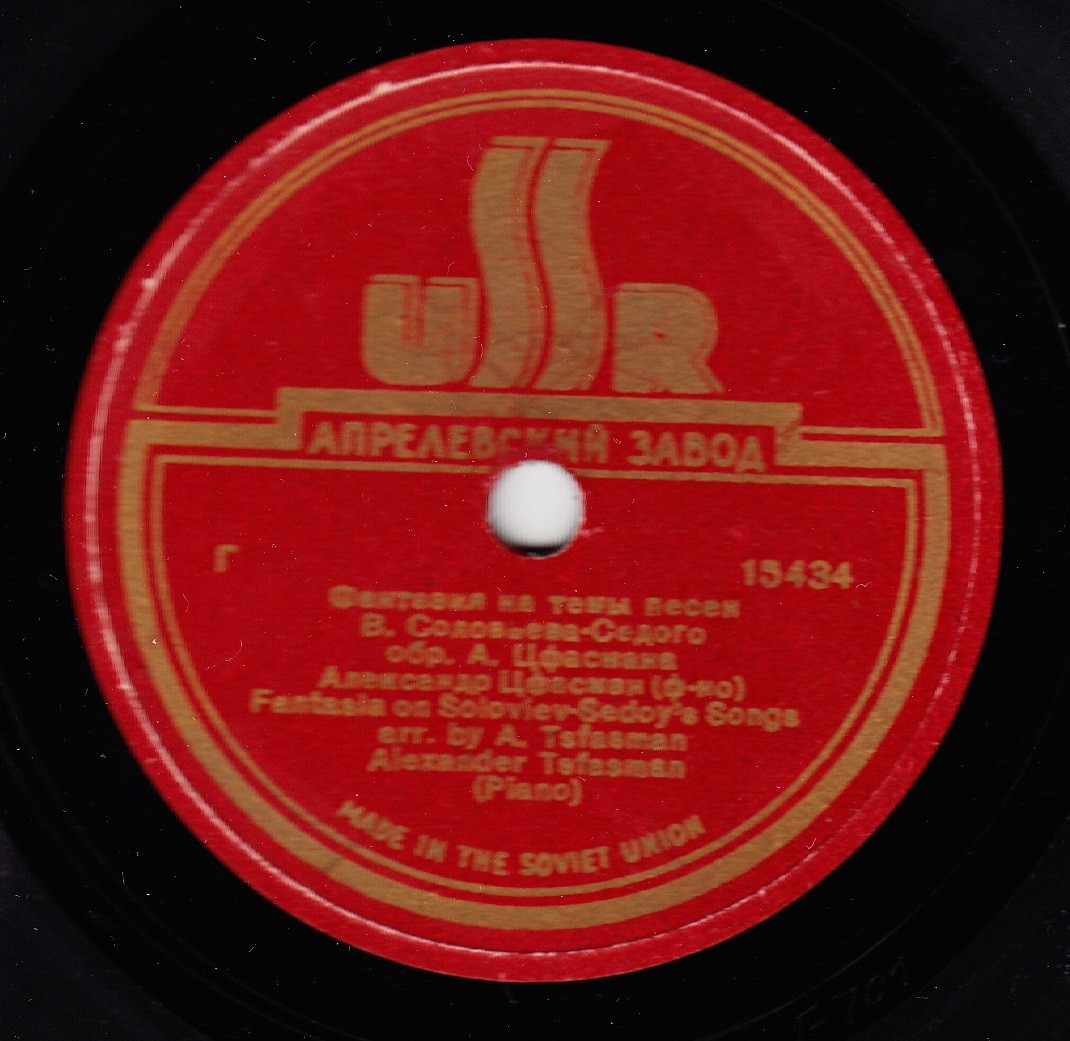 USSR
АПРЕЛЕВСКИЙ ЗАВОД
Г 15434
Фантазия на темы песен
В. Соловьева-Седого
обр. А. Цфасмана
Александр Цфасман (ф-но)
Fantasia on Soloviev-Sedoy's Songs
arr. by A. Tsfasman
Alexander Tsfasman
(Piano)
MADE IN THE SOVIET UNION